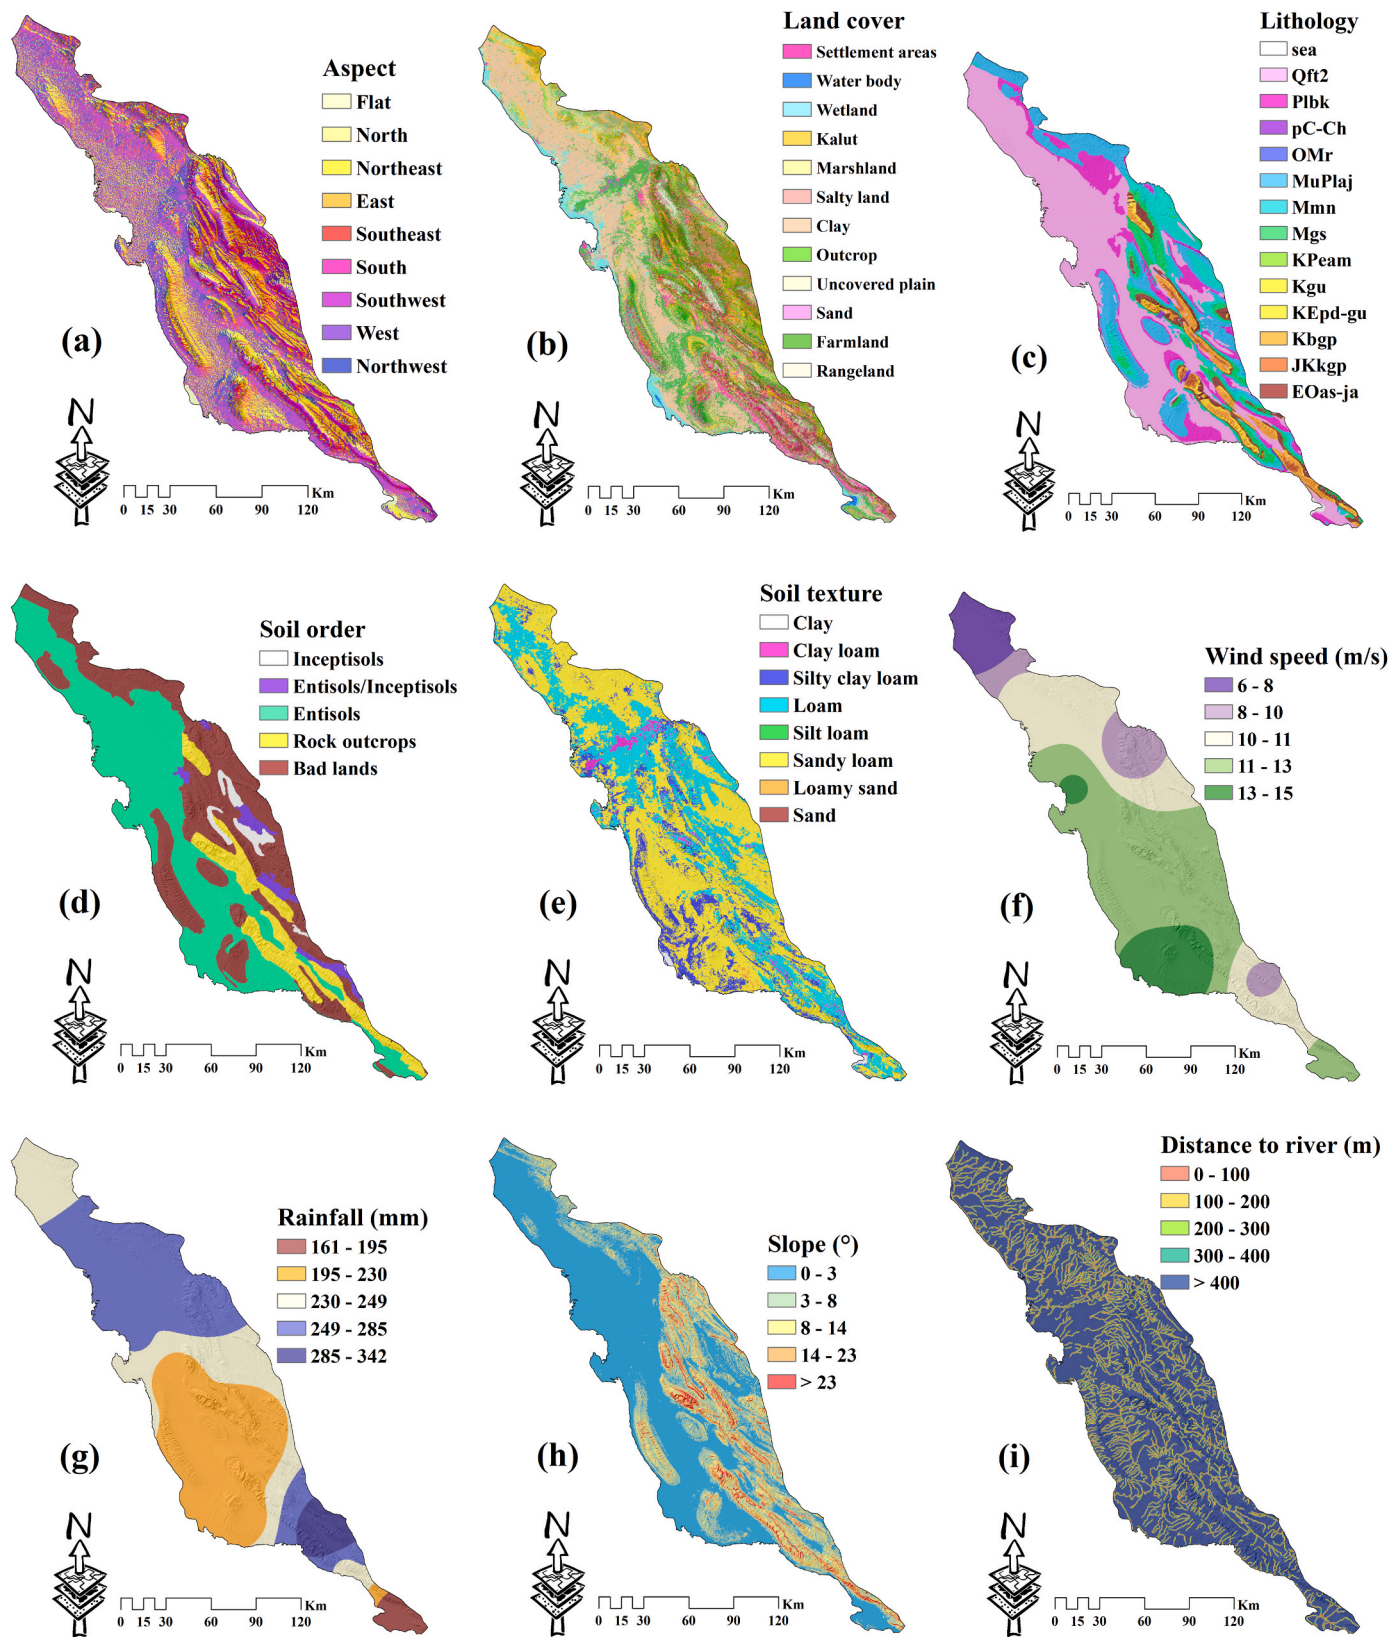 Aspect
Flat
North
Northeast
East
Southeast
South
Southwest
West
Northwest
(a)
N
Km
0 15 30 60 90 120
Land cover
Settlement areas
Water body
Wetland
Kalut
Marshland
Salty land
Clay
Outcrop
Uncovered plain
Sand
Farmland
Rangeland
(b)
N
Km
0 15 30 60 90 120
Lithology
sea
Qft2
Plbk
pC-Ch
OMr
MuPlaj
Mmn
Mgs
KPeam
Kgu
KEpd-gu
Kbgp
JKkgp
EOas-ja
(c)
N
Km
0 15 30 60 90 120
Soil order
Inceptisols
Entisols/Inceptisols
Entisols
Rock outcrops
Bad lands
(d)
N
Km
0 15 30 60 90 120
Soil texture
Clay
Clay loam
Silty clay loam
Loam
Silt loam
Sandy loam
Loamy sand
Sand
(e)
N
Km
0 15 30 60 90 120
Wind speed (m/s)
6 - 8
8 - 10
10 - 11
11 - 13
13 - 15
(f)
N
Km
0 15 30 60 90 120
Rainfall (mm)
161 - 195
195 - 230
230 - 249
249 - 285
285 - 342
(g)
N
Km
0 15 30 60 90 120
Slope (°)
0 - 3
3 - 8
8 - 14
14 - 23
> 23
(h)
N
Km
0 15 30 60 90 120
Distance to river (m)
0 - 100
100 - 200
200 - 300
300 - 400
> 400
(i)
N
Km
0 15 30 60 90 120